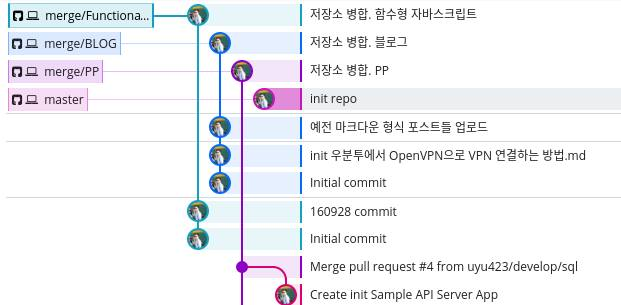 merge/Functiona... 저장소 병합. 함수형 자바스크립트
merge/BLOG 저장소 병합. 블로그
merge/PP 저장소 병합. PP
master init repo
예전 마크다운 형식 포스트들 업로드
init 우분투에서 OpenVPN으로 VPN 연결하는 방법.md
Initial commit
160928 commit
Initial commit
Merge pull request #4 from uyu423/develop/sql
Create init Sample API Server App